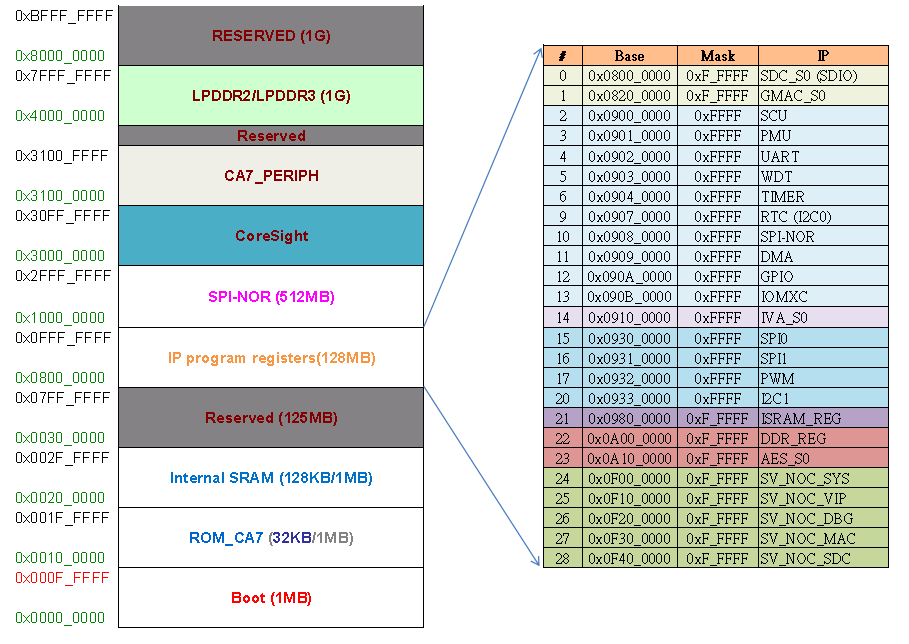 0xBFFF_FFFF
RESERVED (1G)
0x8000_0000
0x7FFF_FFFF
LPDDR2/LPDDR3 (1G)
0x4000_0000
Reserved
0x3100_FFFF
CA7_PERIPH
0x3100_0000
0x30FF_FFFF
CoreSight
0x3000_0000
0x2FFF_FFFF
SPI-NOR (512MB)
0x1000_0000
0x0FFF_FFFF
IP program registers(128MB)
0x0800_0000
0x07FF_FFFF
Reserved (125MB)
0x0030_0000
0x002F_FFFF
Internal SRAM (128KB/1MB)
0x0020_0000
0x001F_FFFF
ROM_CA7 (32KB/1MB)
0x0010_0000
0x000F_FFFF
Boot (1MB)
0x0000_0000
# Base Mask IP
0 0x0800_0000 0xF_FFFF SDC_S0 (SDIO)
1 0x0820_0000 0xF_FFFF GMAC_S0
2 0x0900_0000 0xFFFF SCU
3 0x0901_0000 0xFFFF PMU
4 0x0902_0000 0xFFFF UART
5 0x0903_0000 0xFFFF WDT
6 0x0904_0000 0xFFFF TIMER
9 0x0907_0000 0xFFFF RTC (I2C0)
10 0x0908_0000 0xFFFF SPI-NOR
11 0x0909_0000 0xFFFF DMA
12 0x090A_0000 0xFFFF GPIO
13 0x090B_0000 0xFFFF IOMXC
14 0x0910_0000 0xFFFF IVA_S0
15 0x0930_0000 0xFFFF SPI0
16 0x0931_0000 0xFFFF SPI1
17 0x0932_0000 0xFFFF PWM
20 0x0933_0000 0xFFFF I2C1
21 0x0980_0000 0xF_FFFF ISRAM_REG
22 0x0A00_0000 0xF_FFFF DDR_REG
23 0x0A10_0000 0xF_FFFF AES_S0
24 0x0F00_0000 0xF_FFFF SV_NOC_SYS
25 0x0F10_0000 0xF_FFFF SV_NOC_VIP
26 0x0F20_0000 0xF_FFFF SV_NOC_DBG
27 0x0F30_0000 0xF_FFFF SV_NOC_MAC
28 0x0F40_0000 0xF_FFFF SV_NOC_SDC